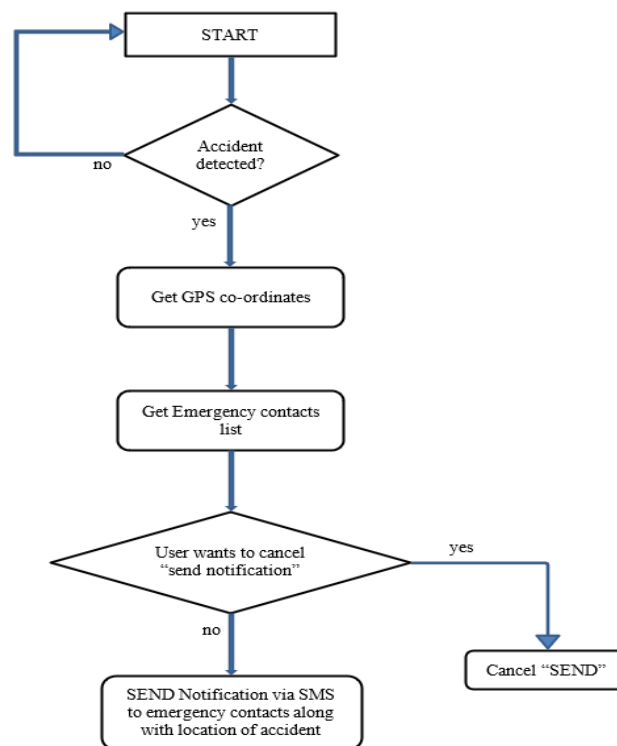 START
Accident
detected?
no
yes
Get GPS co-ordinates
Get Emergency contacts
list
User wants to cancel
“send notification”
yes
no
Cancel “SEND”
SEND Notification via SMS
to emergency contacts along
with location of accident